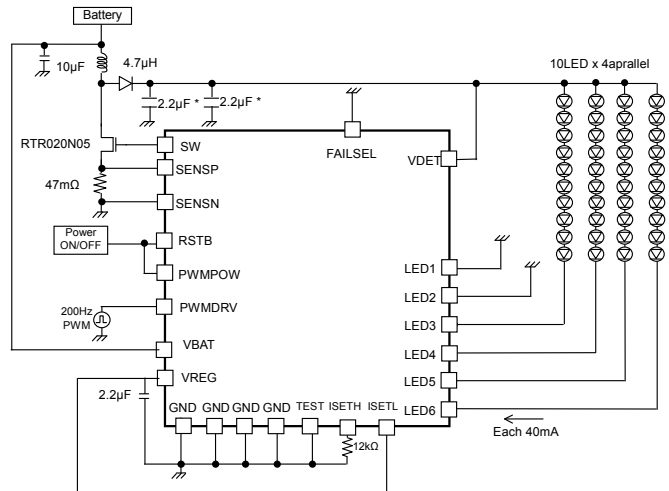 Battery
10µF
4.7µH
2.2µF *
2.2µF *
10LED x 4aprallel
RTR020N05
FAILSEL
SW
VDET
SENSP
47mΩ
SENSN
Power
ON/OFF
RSTB
PWMPOW
LED1
LED2
200Hz
PWM
PWMDRV
LED3
VBAT
LED4
VREG
LED5
2.2µF
GND
GND
GND
GND
TEST
ISETH
ISETL
LED6
12kΩ
Each 40mA